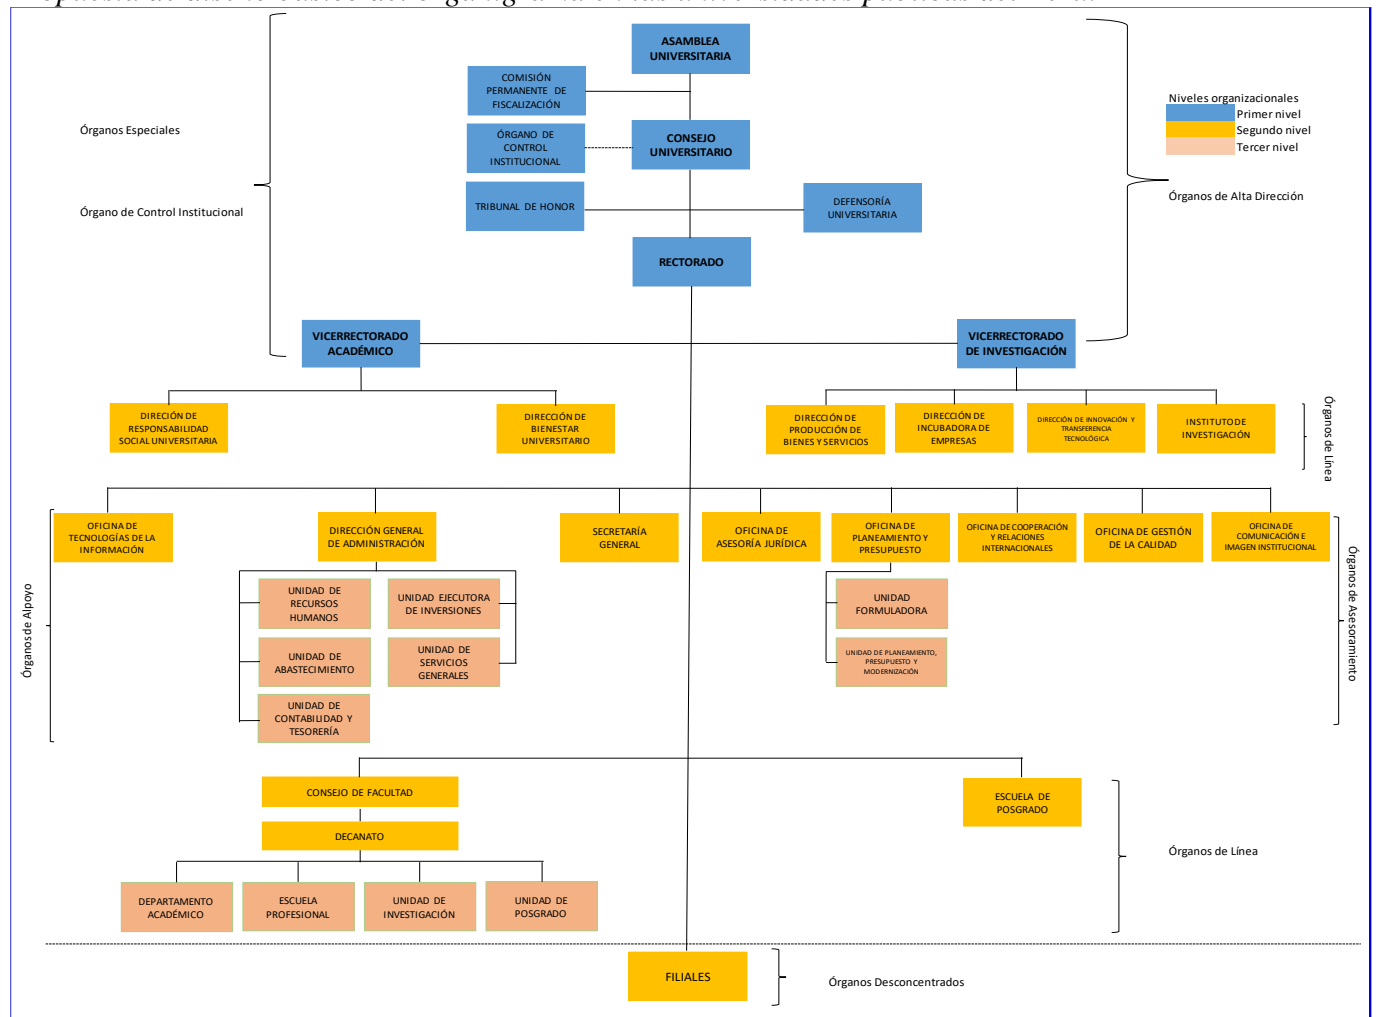 ASAMBLEA
UNIVERSITARIA
COMISIÓN
PERMANENTE DE
FISCALIZACIÓN
Niveles organizacionales
Primer nivel
Segundo nivel
Tercer nivel
Órganos Especiales
ÓRGANO DE
CONTROL
INSTITUCIONAL
CONSEJO
UNIVERSITARIO
Órgano de Control Institucional
TRIBUNAL DE HONOR
DEFENSORÍA
UNIVERSITARIA
Órganos de Alta Dirección
RECTORADO
VICERRECTORADO
ACADÉMICO
VICERRECTORADO
DE INVESTIGACIÓN
DIRECIÓN DE
RESPONSABILIDAD
SOCIAL UNIVERSITARIA
DIRECCIÓN DE
BIENESTAR
UNIVERSITARIO
DIRECCIÓN DE
PRODUCCIÓN DE
BIENES Y SERVICIOS
DIRECCIÓN DE
INCUBADORA DE
EMPRESAS
DIRECCIÓN DE INNOVACIÓN Y
TRANSFERENCIA
TECNOLÓGICA
INSTITUTO DE
INVESTIGACIÓN
Órganos de Línea
OFICINA DE
TECNOLOGÍAS DE LA
INFORMACIÓN
DIRECCIÓN GENERAL
DE ADMINISTRACIÓN
SECRETARÍA
GENERAL
OFICINA DE
ASESORÍA JURÍDICA
OFICINA DE
PLANEAMIENTO Y
PRESUPUESTO
OFICINA DE COOPERACIÓN
Y RELACIONES
INTERNACIONALES
OFICINA DE GESTIÓN
DE LA CALIDAD
OFICINA DE
COMUNICACIÓN E
IMAGEN INSTITUCIONAL
Órganos de Alpoyo
UNIDAD DE
RECURSOS
HUMANOS
UNIDAD EJECUTORA
DE INVERSIONES
UNIDAD
FORMULADORA
Órganos de Asesoramiento
UNIDAD DE
ABASTECIMIENTO
UNIDAD DE
SERVICIOS
GENERALES
UNIDAD DE PLANEAMIENTO,
PRESUPUESTO Y
MODERNIZACIÓN
UNIDAD DE
CONTABILIDAD Y
TESORERÍA
CONSEJO DE FACULTAD
ESCUELA DE
POSGRADO
DECANATO
Órganos de Línea
DEPARTAMENTO
ACADÉMICO
ESCUELA
PROFESIONAL
UNIDAD DE
INVESTIGACIÓN
UNIDAD DE
POSGRADO
FILIALES
Órganos Desconcentrados